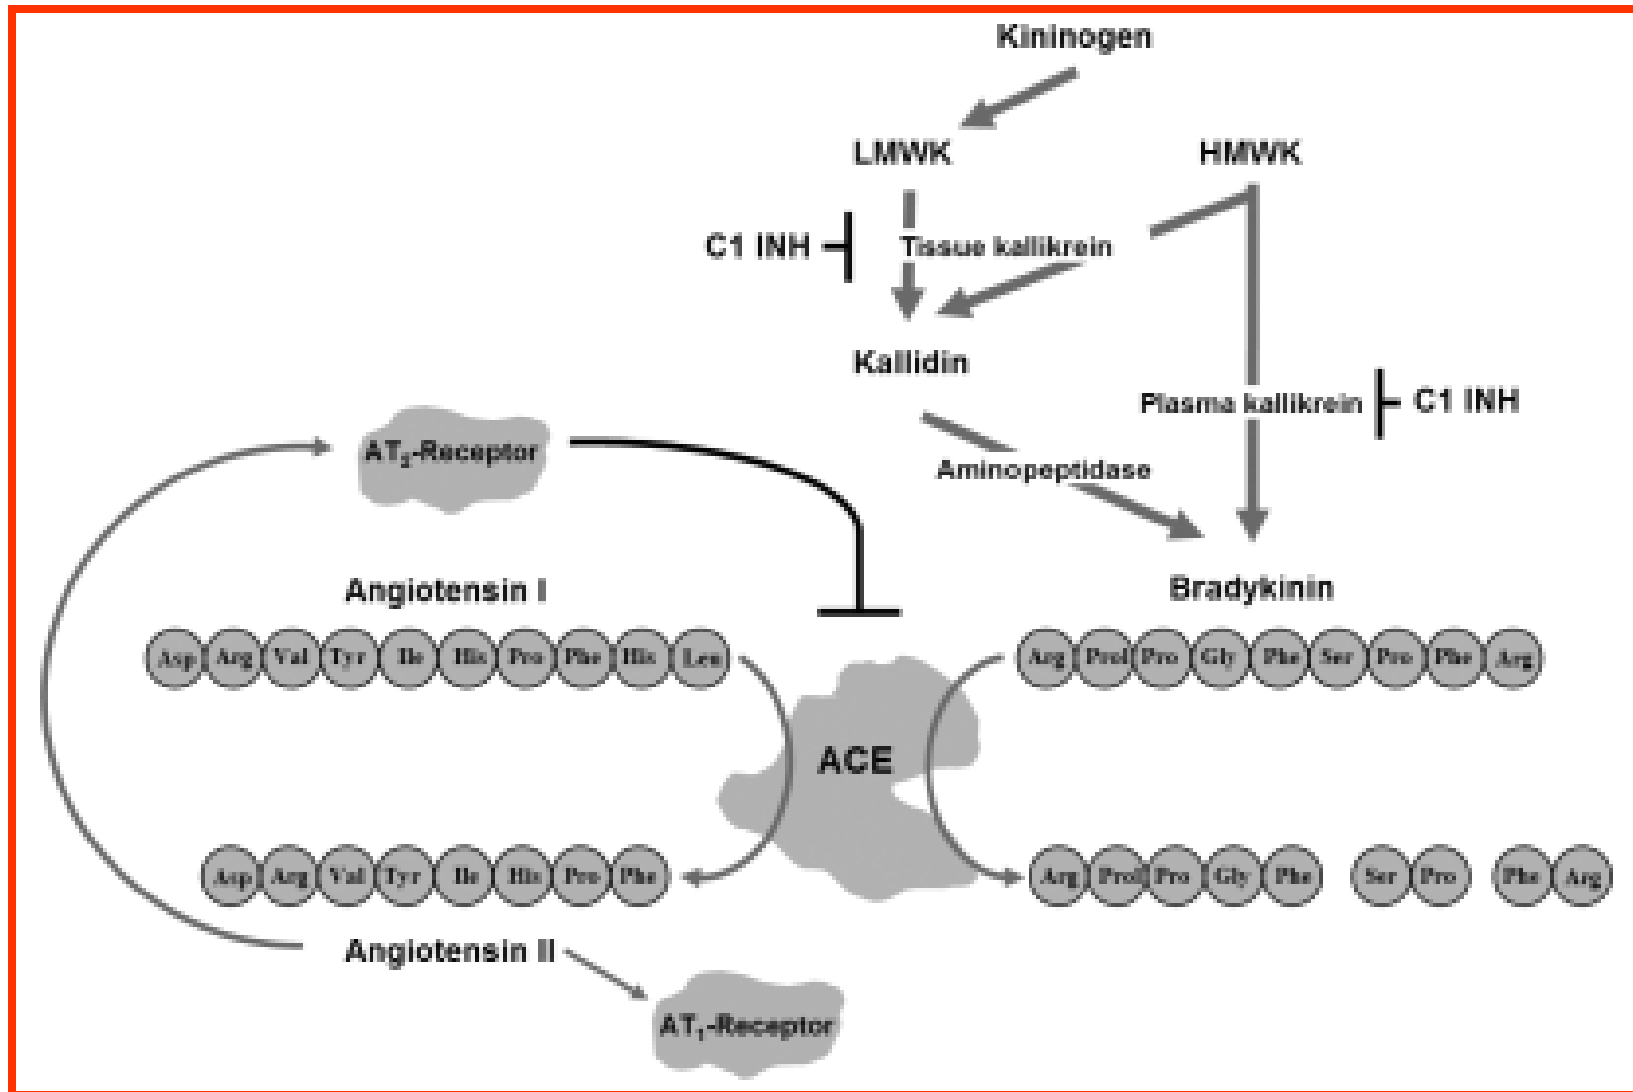 Kininogen
LMWK
HMWK
C1 INH
Tissue kallikrein
Kallidin
Plasma kallikrein
C1 INH
AT₂-Receptor
Aminopeptidase
Angiotensin I
Bradykinin
Asp Arg Val Tyr Ile His Pro Phe His Leu
Arg Pro Pro Gly Phe Ser Pro Phe Arg
ACE
Asp Arg Val Tyr Ile His Pro Phe
Arg Pro Pro Gly Phe Ser Pro Phe Arg
Angiotensin II
AT₁-Receptor